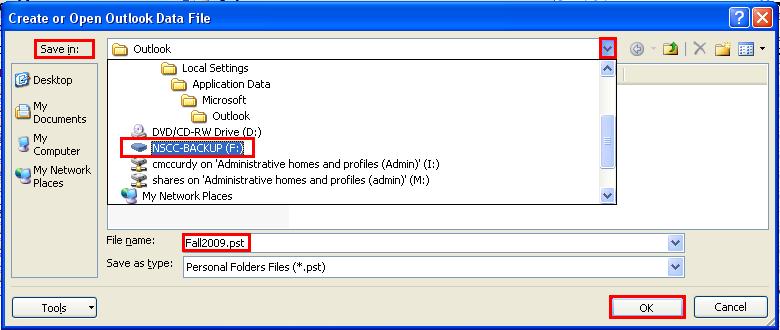 Create or Open Outlook Data File
Save in:
Outlook
Local Settings
Application Data
Microsoft
Outlook
DVD/CD-RW Drive (D:)
NSCC-BACKUP (F:)
cmccurdy on 'Administrative homes and profiles (Admin)' (I:)
shares on 'Administrative homes and profiles (admin)' (M:)
My Network Places
Desktop
My
Documents
My
Computer
My Network
Places
File name:
Fall2009.pst
Save as type:
Personal Folders Files (*.pst)
Tools
OK
Cancel